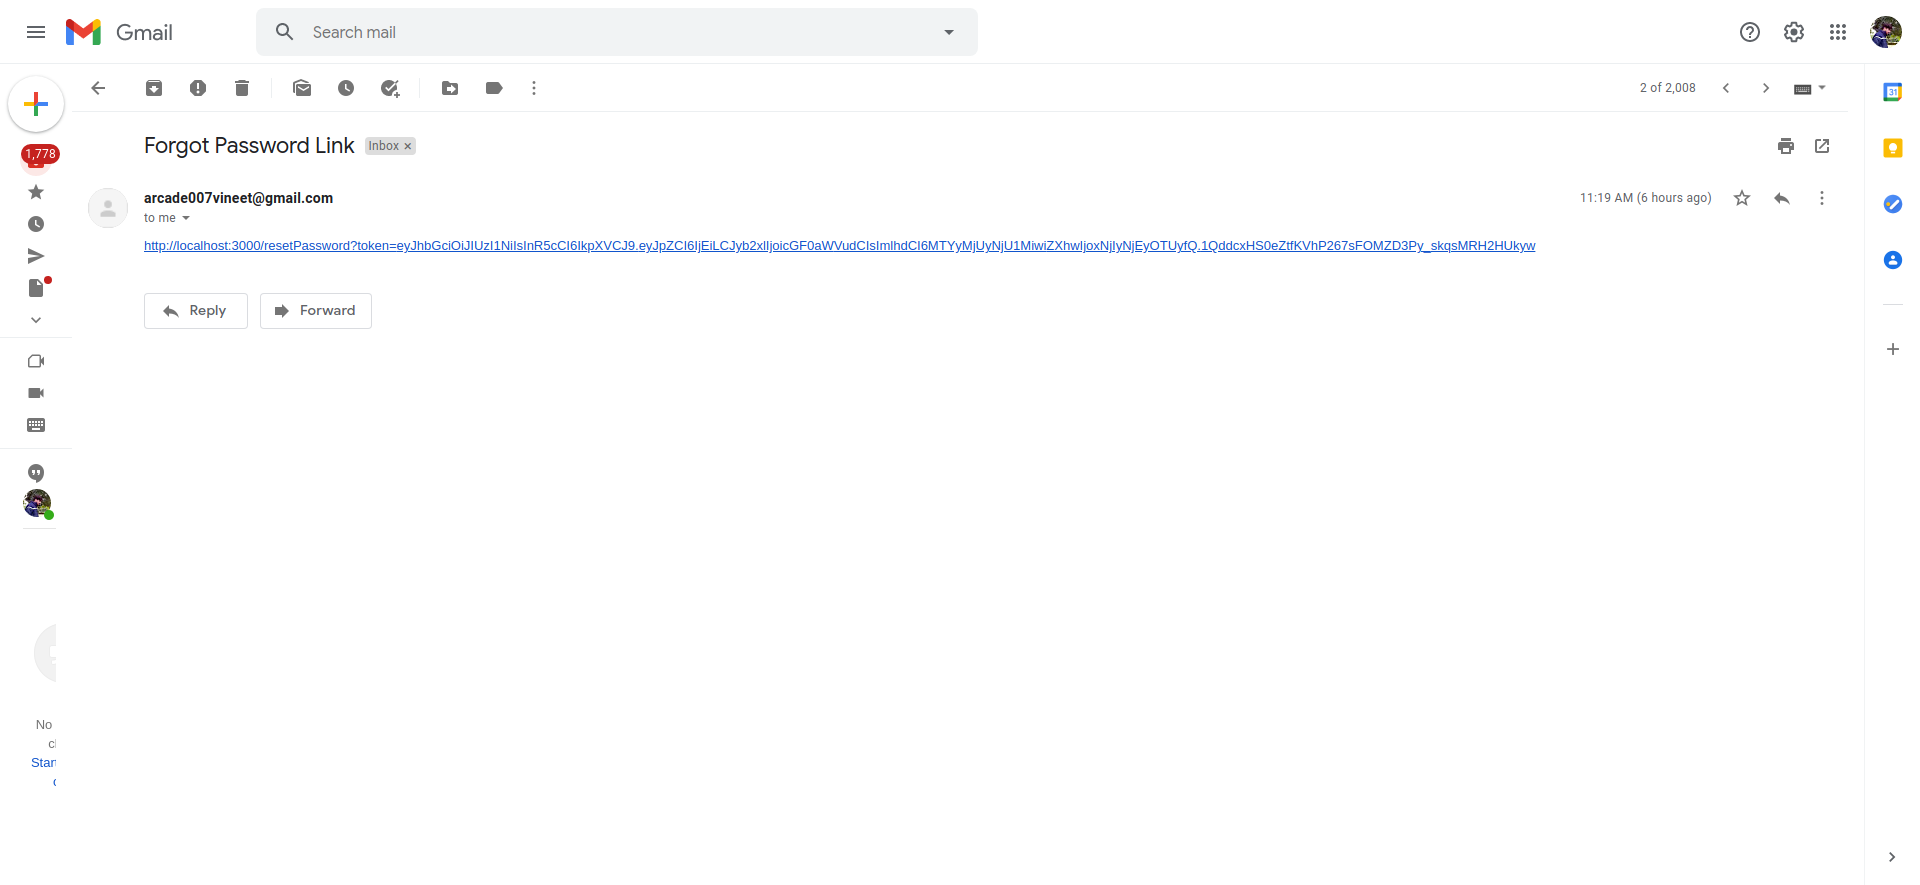 Gmail
Search mail
2 of 2,008
1,778
Forgot Password Link Inbox ×
arcade007vineet@gmail.com
11:19 AM (6 hours ago)
to me
http://localhost:3000/resetPassword?token=eyJhbGciOiJIUzI1NiIsInR5cCI6IkpXVCJ9.eyJpZCI6IjEiLCJyb2xlIjoicGF0aWVudCIsImlhdCI6MTYyMjUyNjU1MiwiZXhwIjoxNjIyNjEyOTUyfQ.1QddcxHS0eZtfKVhP267sFOMZD3Py_skqsMRH2HUkyw
Reply
Forward
31
No
Start